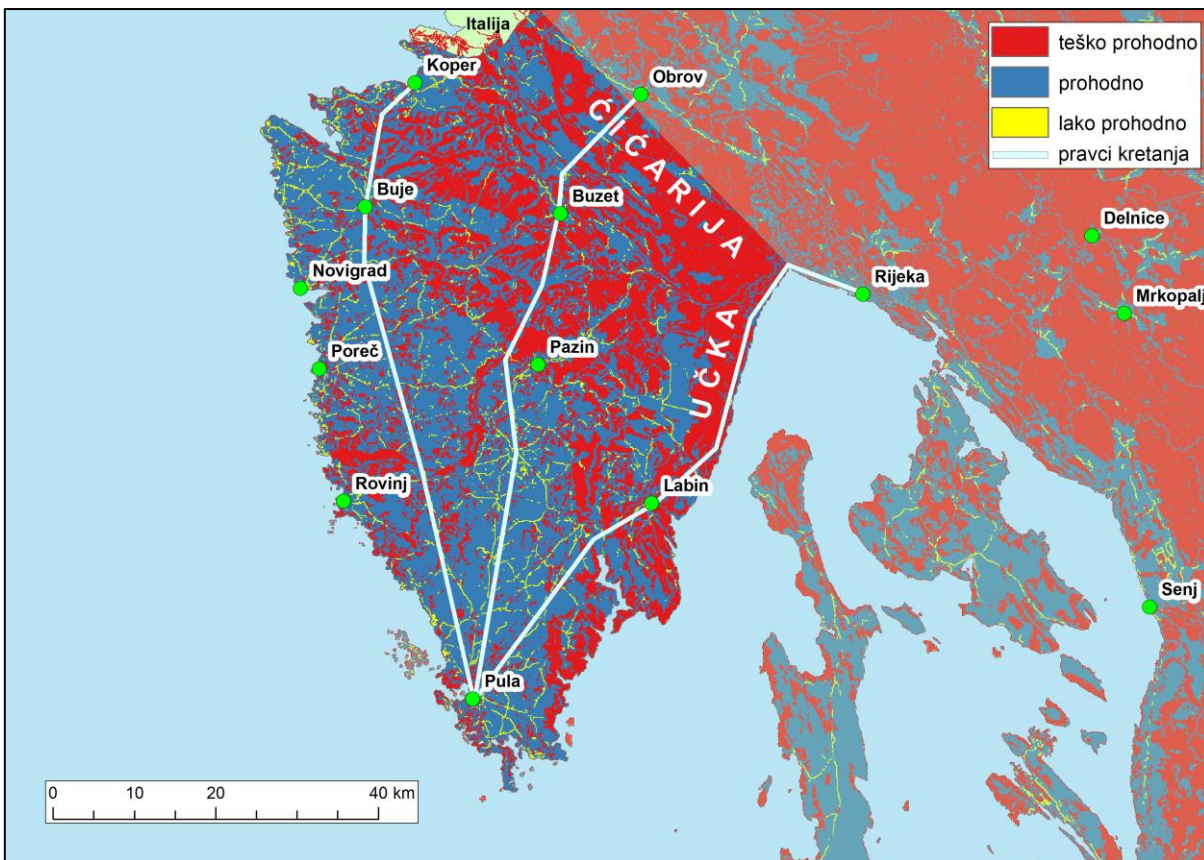 Italija
teško prohodno
prohodno
lako prohodno
pravci kretanja
Koper
Obrov
ĆIĆARIJA
Buje
Buzet
Delnice
Novigrad
Rijeka
Mrkopalj
UČKA
Poreč
Pazin
Rovinj
Labin
Senj
Pula
0 10 20 40 km